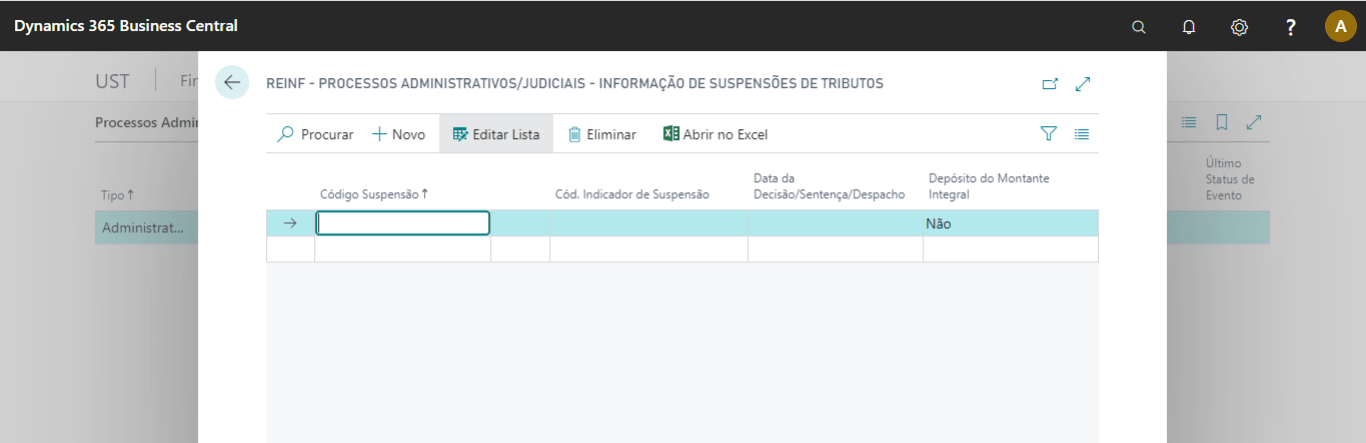 Dynamics 365 Business Central
?
A
UST
Fin
REINF - PROCESSOS ADMINISTRATIVOS/JUDICIAIS - INFORMAÇÃO DE SUSPENSÕES DE TRIBUTOS
Processos Admin
Procurar Novo Editar Lista Eliminar Abrir no Excel
Tipo ↑
Código Suspensão ↑
Cód. Indicador de Suspensão
Data da
Decisão/Sentença/Despacho
Depósito do Montante
Integral
Último
Status de
Evento
Administrat...
Não